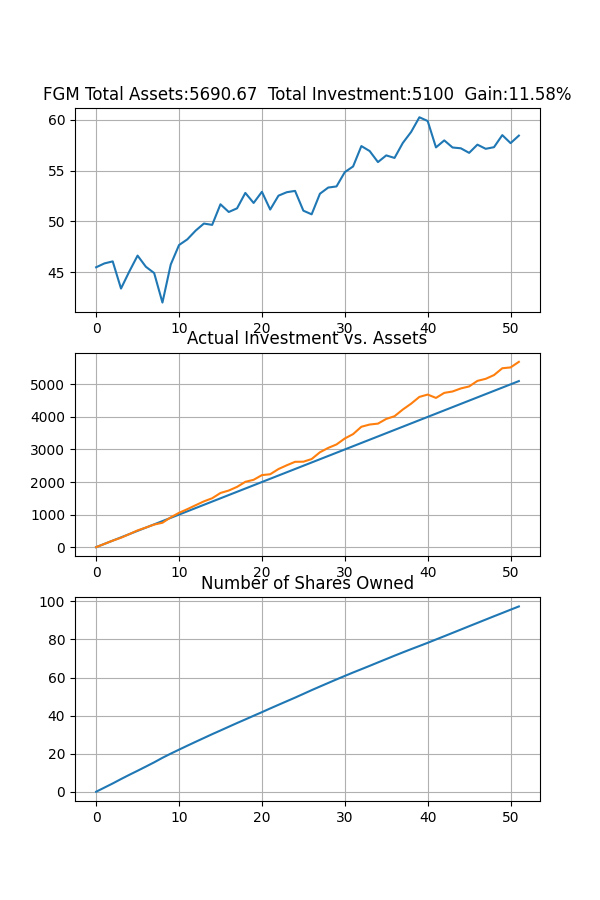 FGM Total Assets:5690.67  Total Investment:5100  Gain:11.58%
60
55
50
45
0 10 20 30 40 50
Actual Investment vs. Assets
5000
4000
3000
2000
1000
0
0 10 20 30 40 50
Number of Shares Owned
100
80
60
40
20
0
0 10 20 30 40 50